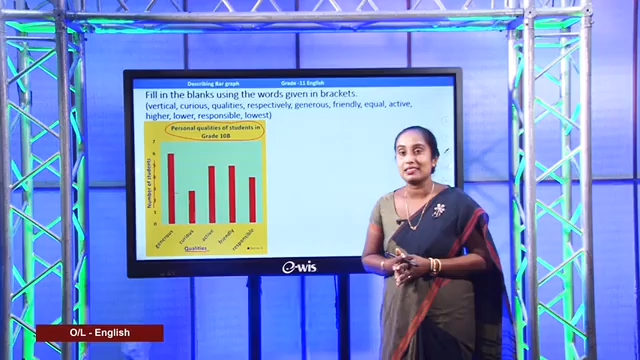 Describing Bar graph Grade -11 English
Fill in the blanks using the words given in brackets.
(vertical, curious, qualities, respectively, generous, friendly, equal, active,
higher, lower, responsible, lowest)
Personal qualities of students in
Grade 10B
Number of students
generous
curious
active
friendly
responsible
Qualities
e-wis
O/L - English